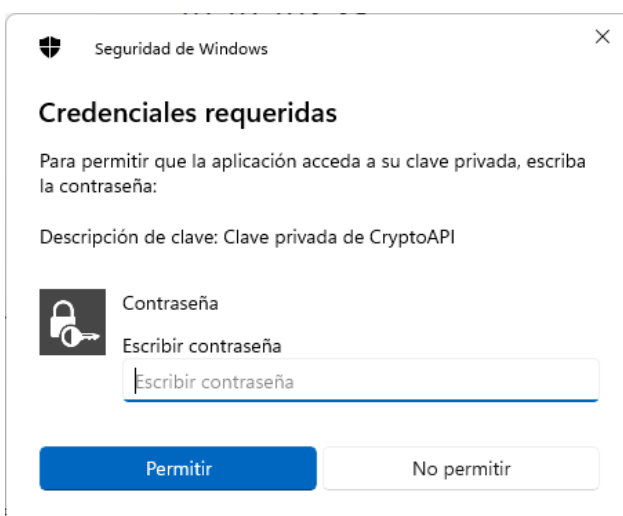 Seguridad de Windows
Credenciales requeridas
Para permitir que la aplicación acceda a su clave privada, escriba
la contraseña:
Descripción de clave: Clave privada de CryptoAPI
Contraseña
Escribir contraseña
Escribir contraseña
Permitir
No permitir